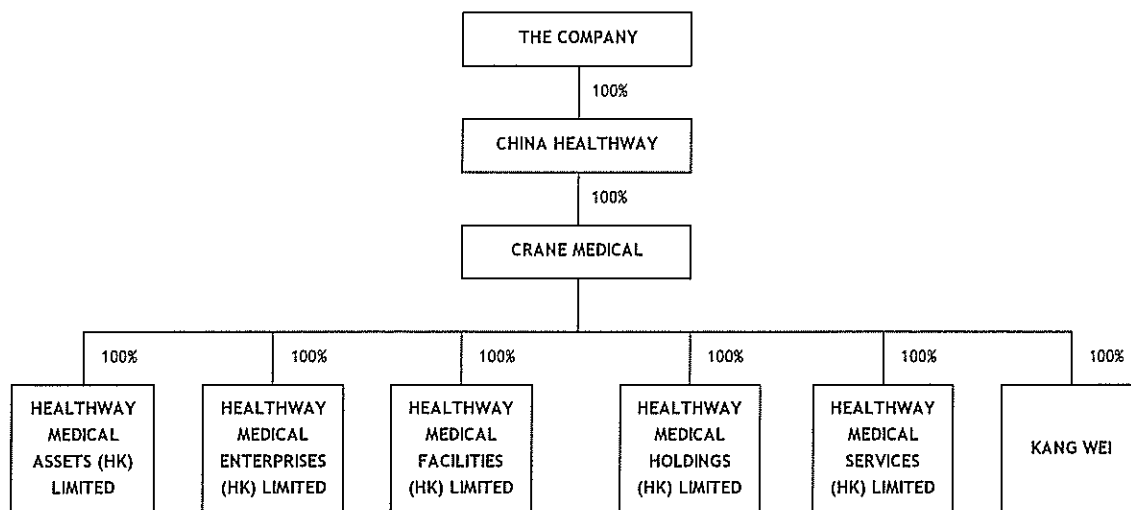 THE COMPANY
100%
CHINA HEALTHWAY
100%
CRANE MEDICAL
100%
100%
100%
100%
100%
100%
HEALTHWAY
MEDICAL
ASSETS (HK)
LIMITED
HEALTHWAY
MEDICAL
ENTERPRISES
(HK) LIMITED
HEALTHWAY
MEDICAL
FACILITIES
(HK) LIMITED
HEALTHWAY
MEDICAL
HOLDINGS
(HK) LIMITED
HEALTHWAY
MEDICAL
SERVICES
(HK) LIMITED
KANG WEI